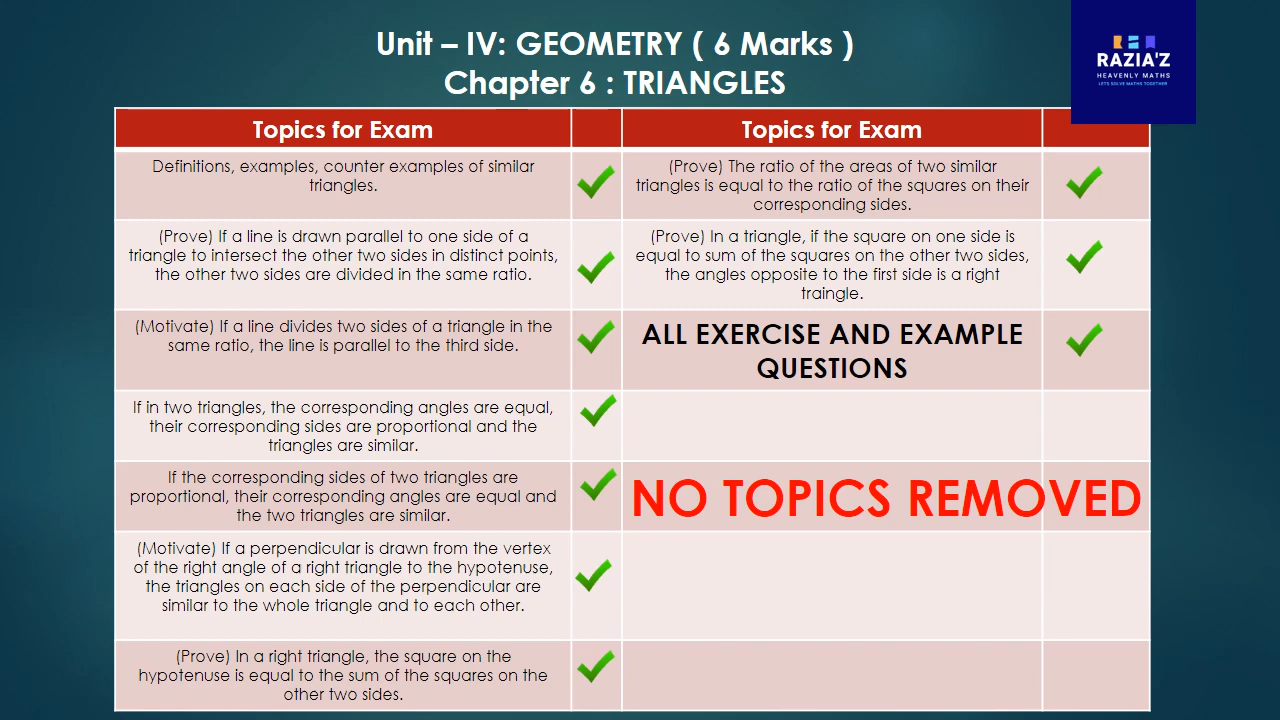 Unit – IV: GEOMETRY ( 6 Marks )
Chapter 6 : TRIANGLES
RAZIA'Z
HEAVENLY MATHS
LETS SOLVE MATHS TOGETHER
Topics for Exam
Topics for Exam
Definitions, examples, counter examples of similar
triangles.
(Prove) The ratio of the areas of two similar
triangles is equal to the ratio of the squares on their
corresponding sides.
(Prove) If a line is drawn parallel to one side of a
triangle to intersect the other two sides in distinct points,
the other two sides are divided in the same ratio.
(Prove) In a triangle, if the square on one side is
equal to sum of the squares on the other two sides,
the angles opposite to the first side is a right
traingle.
(Motivate) If a line divides two sides of a triangle in the
same ratio, the line is parallel to the third side.
ALL EXERCISE AND EXAMPLE
QUESTIONS
If in two triangles, the corresponding angles are equal,
their corresponding sides are proportional and the
triangles are similar.
If the corresponding sides of two triangles are
proportional, their corresponding angles are equal and
the two triangles are similar.
NO TOPICS REMOVED
(Motivate) If a perpendicular is drawn from the vertex
of the right angle of a right triangle to the hypotenuse,
the triangles on each side of the perpendicular are
similar to the whole triangle and to each other.
(Prove) In a right triangle, the square on the
hypotenuse is equal to the sum of the squares on the
other two sides.